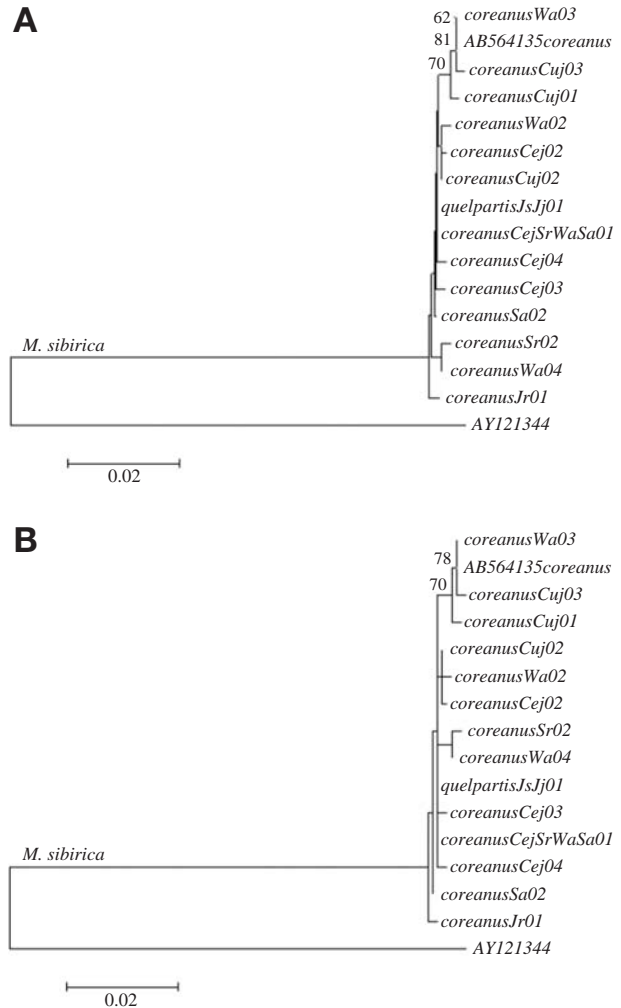 A
62 coreanusWa03
81 AB564135coreanus
70 coreanusCuj03
coreanusCuj01
coreanusWa02
coreanusCej02
coreanusCuj02
quelpartisJsJj01
coreanusCejSrWaSa01
coreanusCej04
coreanusCej03
coreanusSa02
M. sibirica coreanusSr02
coreanusWa04
coreanusJr01
AY121344
0.02
B
coreanusWa03
78 AB564135coreanus
70 coreanusCuj03
coreanusCuj01
coreanusCuj02
coreanusWa02
coreanusCej02
coreanusSr02
coreanusWa04
quelpartisJsJj01
coreanusCej03
coreanusCejSrWaSa01
M. sibirica coreanusCej04
coreanusSa02
coreanusJr01
AY121344
0.02